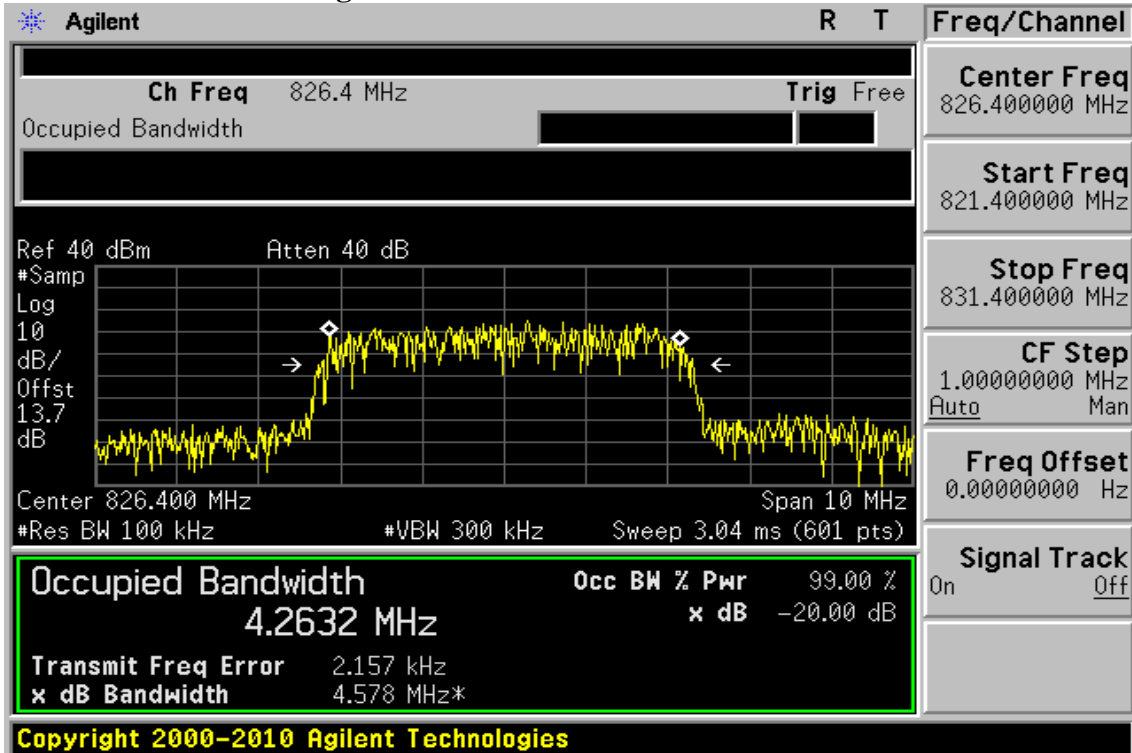 Agilent R T
Freq/Channel
Ch Freq 826.4 MHz Trig Free
Occupied Bandwidth
Center Freq
826.400000 MHz
Start Freq
821.400000 MHz
Stop Freq
831.400000 MHz
CF Step
1.00000000 MHz
Auto Man
Freq Offset
0.00000000 Hz
Signal Track
On Off
Ref 40 dBm Atten 40 dB
#Samp
Log
10
dB/
Offst
13.7
dB
Center 826.400 MHz Span 10 MHz
#Res BW 100 kHz #VBW 300 kHz Sweep 3.04 ms (601 pts)
Occupied Bandwidth Occ BW % Pwr 99.00 %
4.2632 MHz x dB -20.00 dB
Transmit Freq Error 2.157 kHz
x dB Bandwidth 4.578 MHz*
Copyright 2000-2010 Agilent Technologies